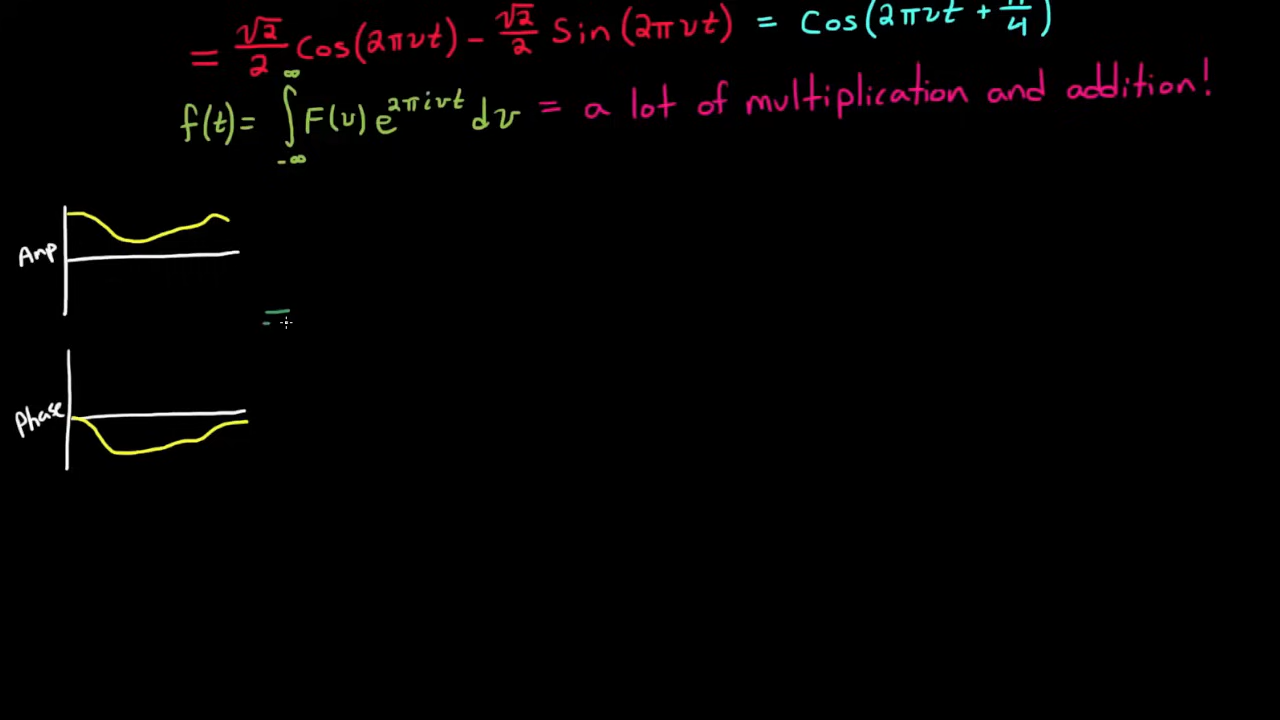 = √2/2 Cos(2πνt) - √2/2 Sin(2πνt) = Cos(2πνt + π/4)
f(t) = ∫_{-∞}^{∞} F(ν) e^{2πiνt} dν = a lot of multiplication and addition!
Amp
=
Phase